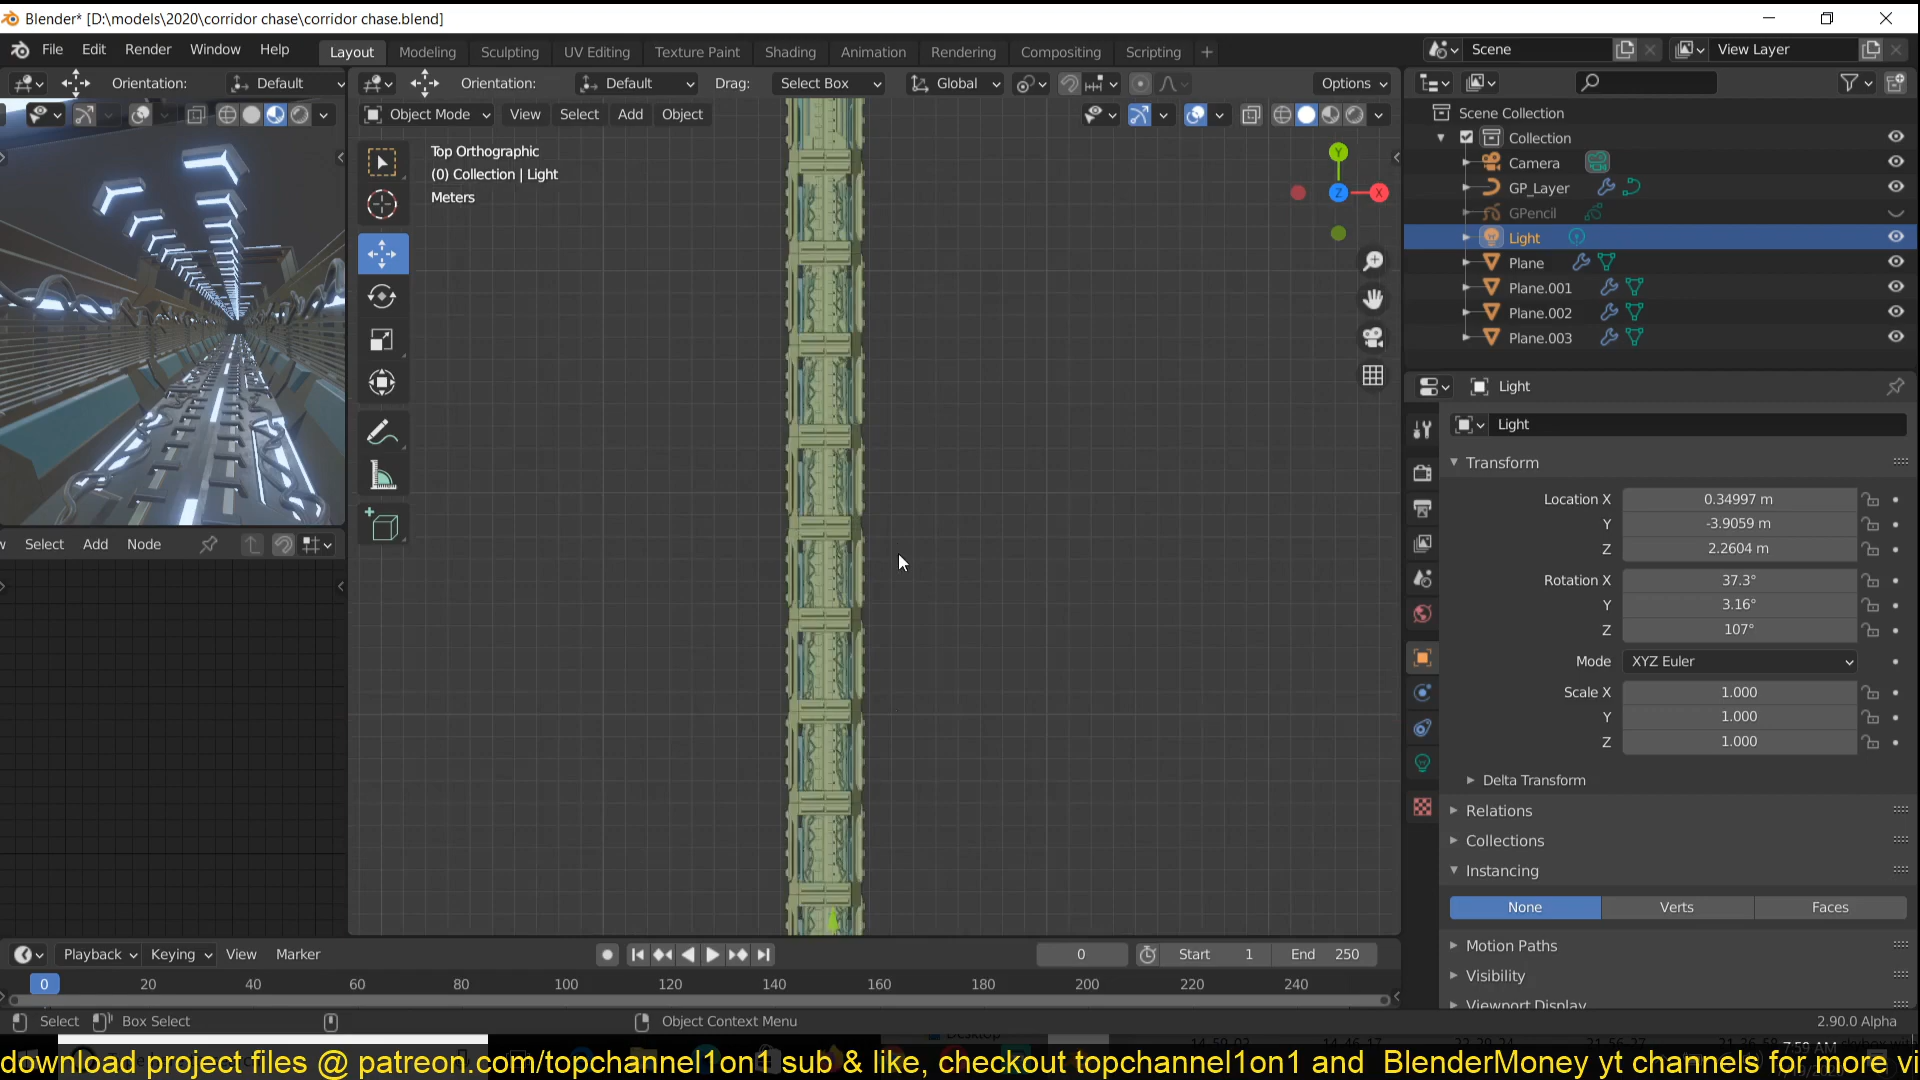 Blender* [D:\models\2020\corridor chase\corridor chase.blend]
File Edit Render Window Help Layout Modeling Sculpting UV Editing Texture Paint Shading Animation Rendering Compositing Scripting + Scene View Layer
Orientation: Default Orientation: Default Drag: Select Box Global Options
Object Mode View Select Add Object
Top Orthographic
(0) Collection | Light
Meters
Y
Z
X
Scene Collection
Collection
Camera
GP_Layer
GPencil
Light
Plane
Plane.001
Plane.002
Plane.003
Light
Light
Transform
Location X 0.34997 m
Y -3.9059 m
Z 2.2604 m
Rotation X 37.3°
Y 3.16°
Z 107°
Mode XYZ Euler
Scale X 1.000
Y 1.000
Z 1.000
Delta Transform
Relations
Collections
Instancing
None Verts Faces
Motion Paths
Visibility
Viewport Display
Select Add Node
Playback Keying View Marker 0 Start 1 End 250
0 20 40 60 80 100 120 140 160 180 200 220 240
Select Box Select Object Context Menu 2.90.0 Alpha
7:59 AM
download project files @ patreon.com/topchannel1on1 sub & like, checkout topchannel1on1 and BlenderMoney yt channels for more vi